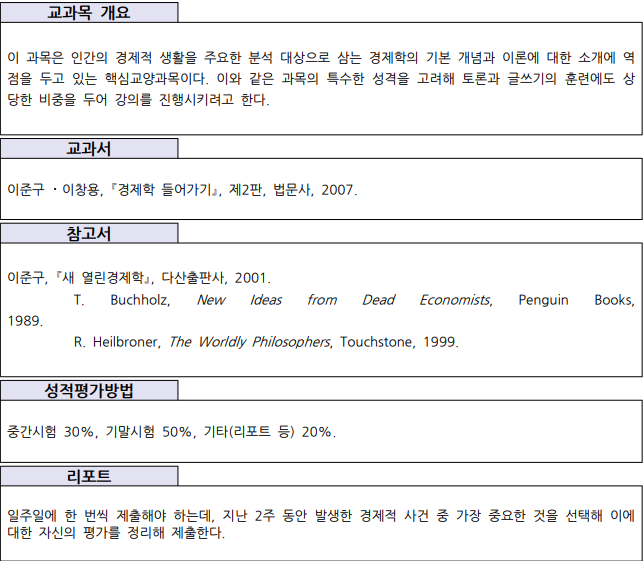 교과목 개요
이 과목은 인간의 경제적 생활을 주요한 분석 대상으로 삼는 경제학의 기본 개념과 이론에 대한 소개에 역
점을 두고 있는 핵심교양과목이다. 이와 같은 과목의 특수한 성격을 고려해 토론과 글쓰기의 훈련에도 상
당한 비중을 두어 강의를 진행시키려고 한다.
교과서
이준구 · 이창용, 『경제학 들어가기』, 제2판, 법문사, 2007.
참고서
이준구, 『새 열린경제학』, 다산출판사, 2001.
T. Buchholz, New Ideas from Dead Economists, Penguin Books,
1989.
R. Heilbroner, The Worldly Philosophers, Touchstone, 1999.
성적평가방법
중간시험 30%, 기말시험 50%, 기타(리포트 등) 20%.
리포트
일주일에 한 번씩 제출해야 하는데, 지난 2주 동안 발생한 경제적 사건 중 가장 중요한 것을 선택해 이에
대한 자신의 평가를 정리해 제출한다.